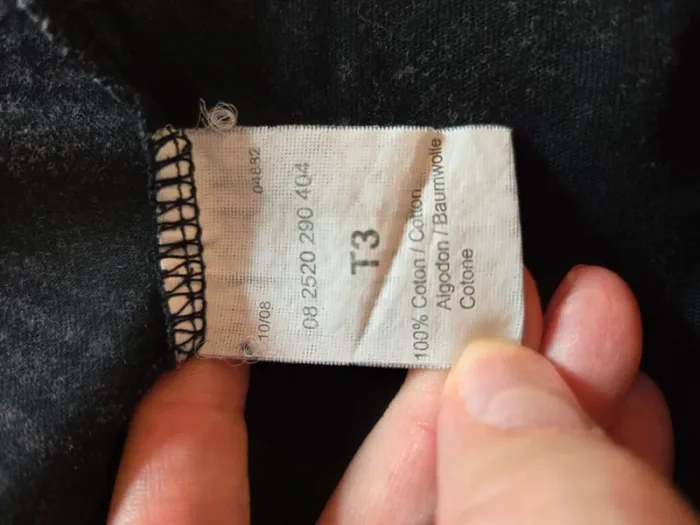 04832
10/08
08 2520 290 404
T3
100% Coton / Cotton
Algodon / Baumwolle
Cotone